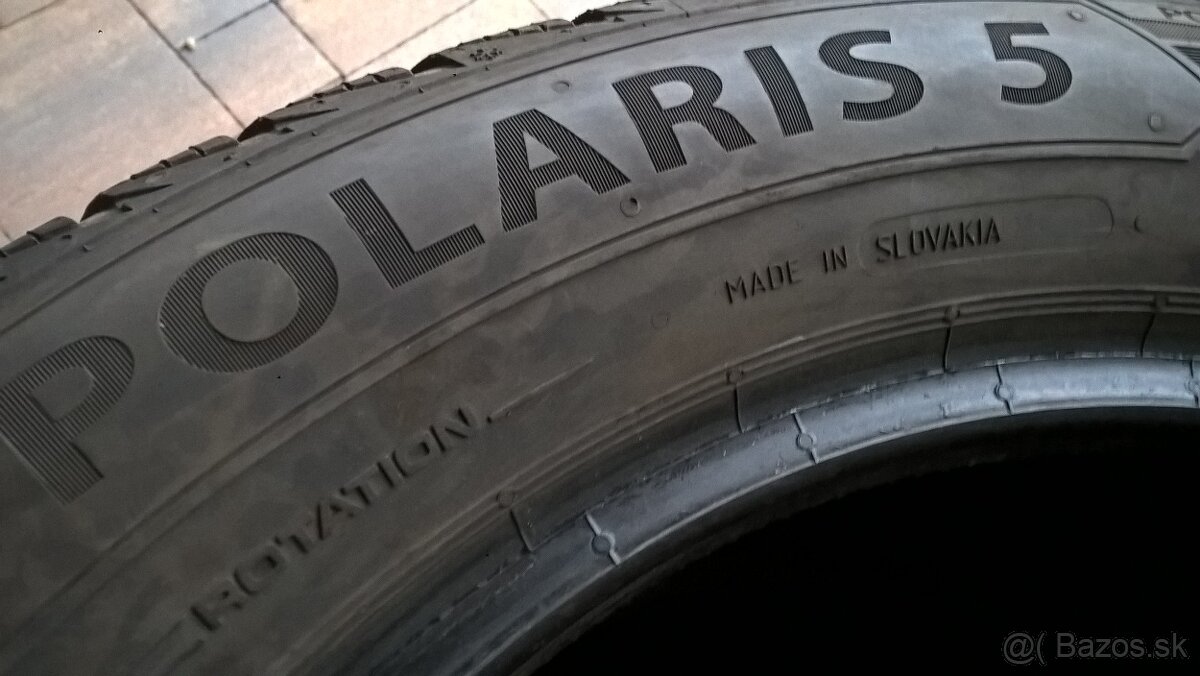 POLARIS 5
MADE IN SLOVAKIA
ROTATION
@( Bazos.sk